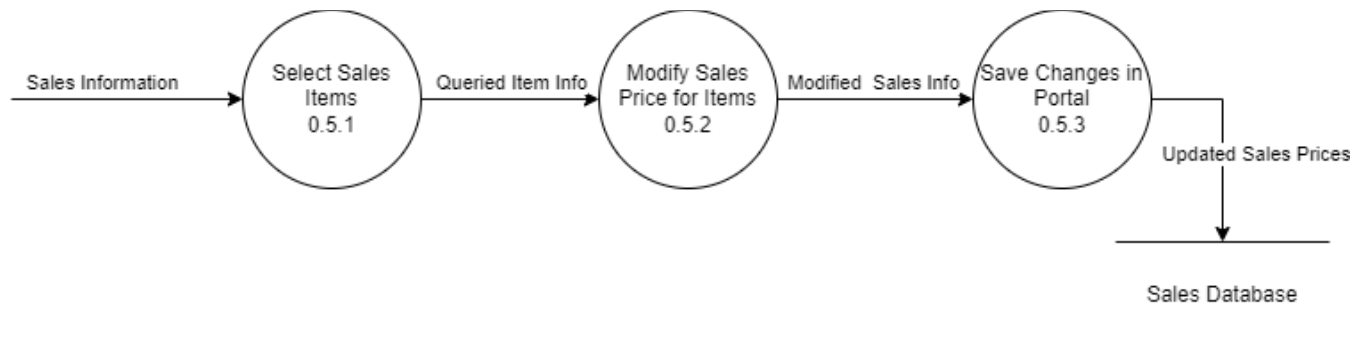 Sales Information
Select Sales
Items
0.5.1
Queried Item Info
Modify Sales
Price for Items
0.5.2
Modified  Sales Info
Save Changes in
Portal
0.5.3
Updated Sales Prices
Sales Database